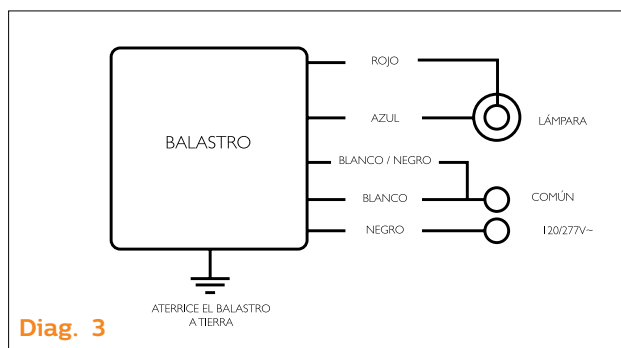 ROJO
AZUL
LÁMPARA
BALASTRO
BLANCO / NEGRO
BLANCO
COMÚN
NEGRO
120/277V~
ATERRICE EL BALASTRO
A TIERRA
Diag. 3